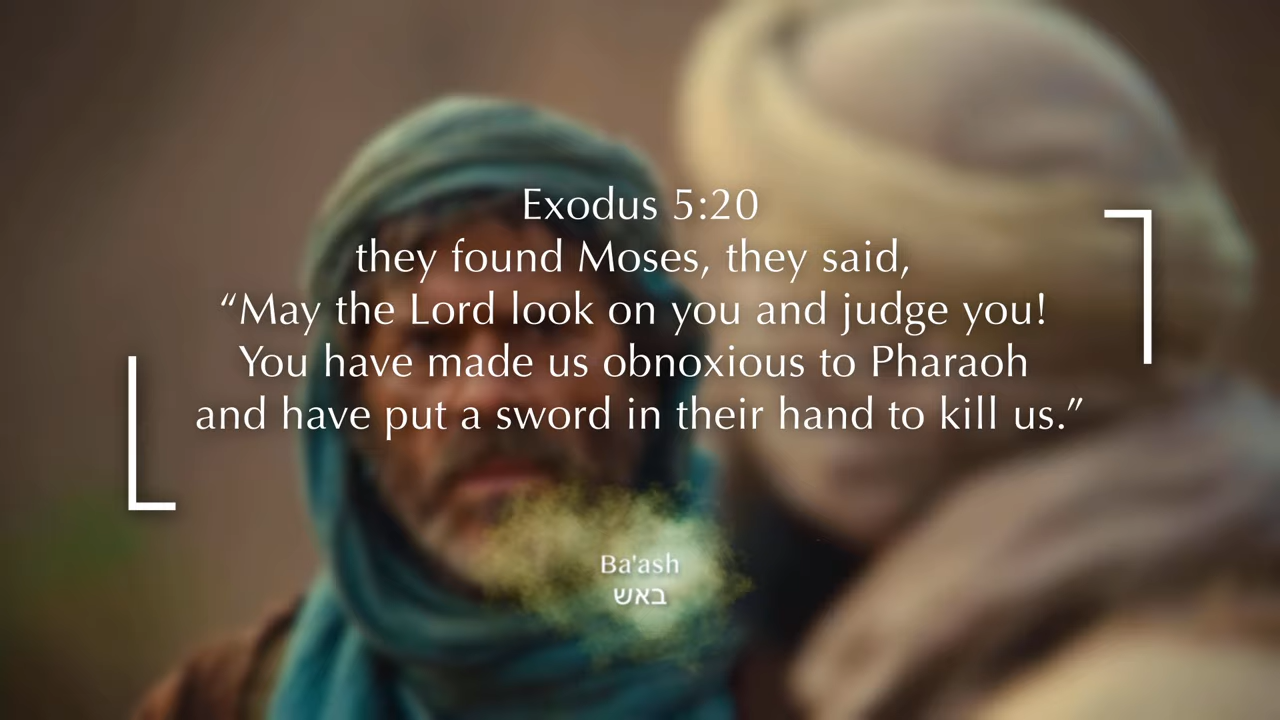 Exodus 5:20
they found Moses, they said,
“May the Lord look on you and judge you!
You have made us obnoxious to Pharaoh
and have put a sword in their hand to kill us.”
Ba'ash
באש